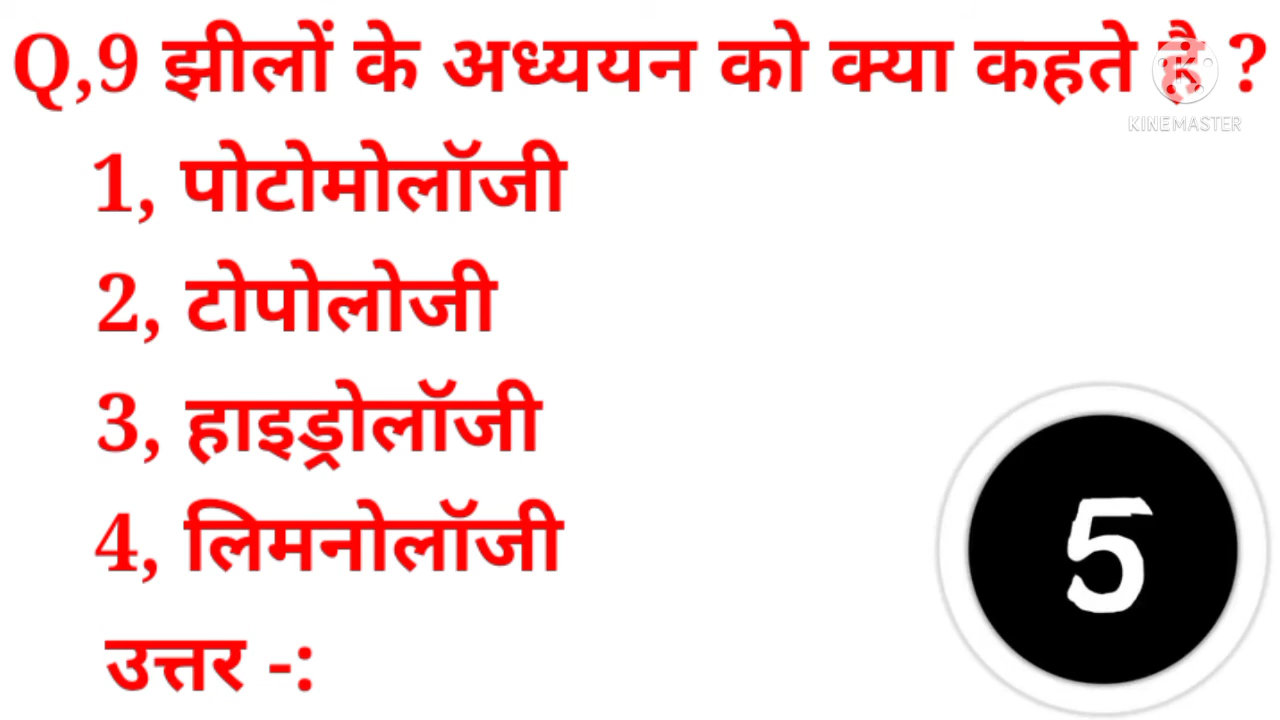 Q,9 झीलों के अध्ययन को क्या कहते है ?
KINEMASTER
1, पोटोमोलॉजी
2, टोपोलोजी
3, हाइड्रोलॉजी
4, लिमनोलॉजी
5
उत्तर -: